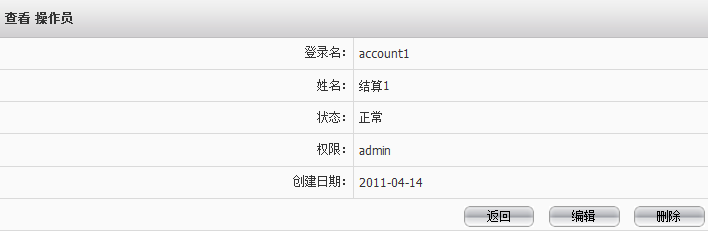 查看 操作员
登录名: account1
姓名: 结算1
状态: 正常
权限: admin
创建日期: 2011-04-14
返回 编辑 删除